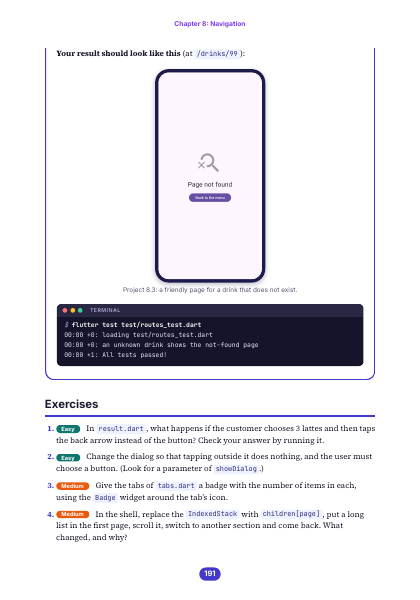 Chapter 8: Navigation
Your result should look like this (at /drinks/99 ):
Page not found
Back to the menu
Project 8.3: a friendly page for a drink that does not exist.
TERMINAL
$ flutter test test/routes_test.dart
00:00 +0: loading test/routes_test.dart
00:00 +0: an unknown drink shows the not-found page
00:00 +1: All tests passed!
Exercises
1. Easy In result.dart, what happens if the customer chooses 3 lattes and then taps
the back arrow instead of the button? Check your answer by running it.
2. Easy Change the dialog so that tapping outside it does nothing, and the user must
choose a button. (Look for a parameter of showDialog.)
3. Medium Give the tabs of tabs.dart a badge with the number of items in each,
using the Badge widget around the tab's icon.
4. Medium In the shell, replace the IndexedStack with children[page], put a long
list in the first page, scroll it, switch to another section and come back. What
changed, and why?
191